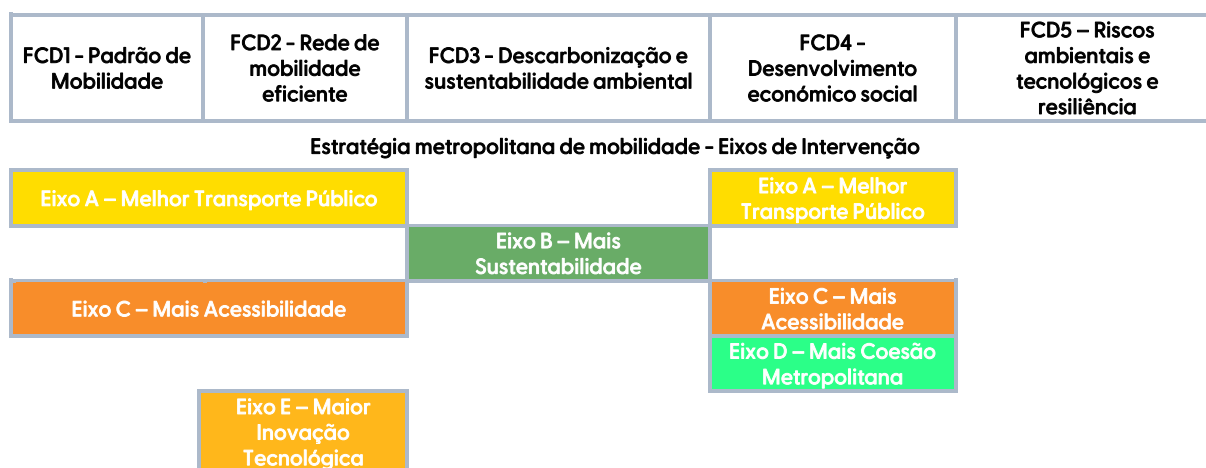 FCD1 - Padrão de
Mobilidade
FCD2 - Rede de
mobilidade
eficiente
FCD3 - Descarbonização e
sustentabilidade ambiental
FCD4 -
Desenvolvimento
económico social
FCD5 – Riscos
ambientais e
tecnológicos e
resiliência
Estratégia metropolitana de mobilidade - Eixos de Intervenção
Eixo A – Melhor Transporte Público
Eixo A – Melhor
Transporte Público
Eixo B – Mais
Sustentabilidade
Eixo C – Mais Acessibilidade
Eixo C – Mais
Acessibilidade
Eixo D – Mais Coesão
Metropolitana
Eixo E – Maior
Inovação
Tecnológica